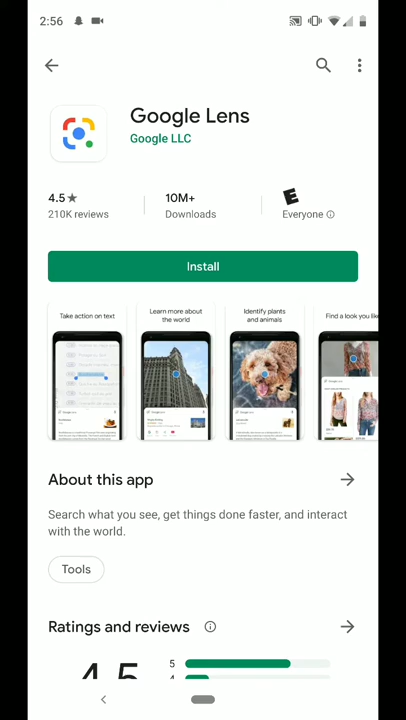 2:56
Google Lens
Google LLC
4.5★
210K reviews
10M+
Downloads
E
Everyone
Install
Take action on text
Learn more about
the world
Identify plants
and animals
Find a look you like
About this app
Search what you see, get things done faster, and interact
with the world.
Tools
Ratings and reviews
4.5
5
4